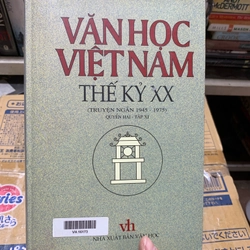 VĂN HỌC
VIỆT NAM
THẾ KỶ XX
(TRUYỆN NGẮN 1945 - 1975)
QUYỂN HAI - TẬP XI
vh
NHÀ XUẤT BẢN VĂN HỌC